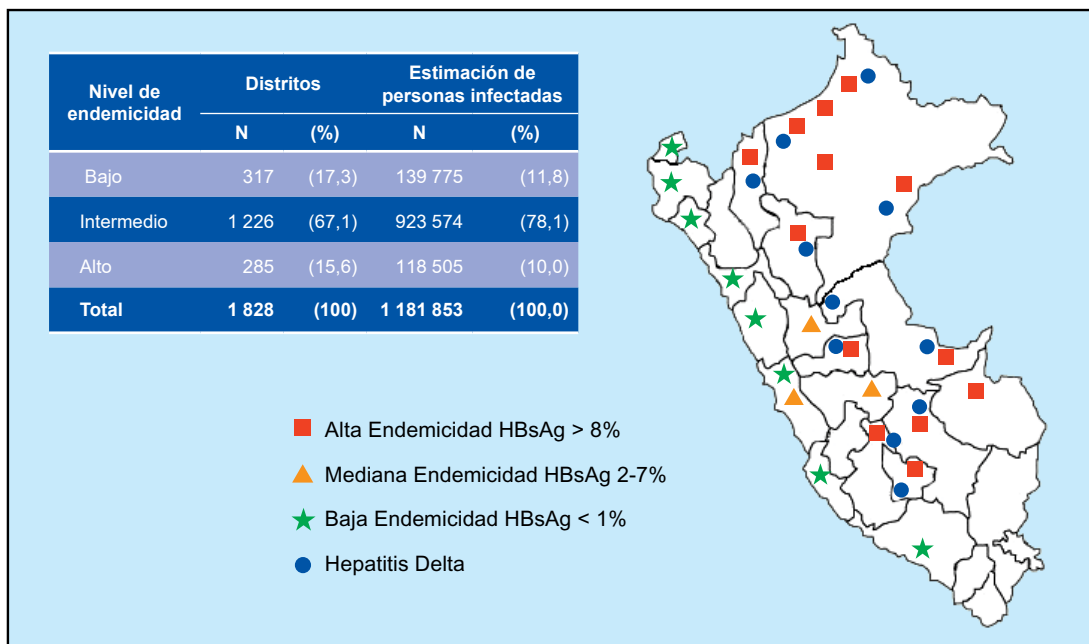 Nivel de endemicidad
Distritos
Estimación de personas infectadas
N (%) N (%)
Bajo 317 (17,3) 139 775 (11,8)
Intermedio 1 226 (67,1) 923 574 (78,1)
Alto 285 (15,6) 118 505 (10,0)
Total 1 828 (100) 1 181 853 (100,0)
Alta Endemicidad HBsAg > 8%
Mediana Endemicidad HBsAg 2-7%
Baja Endemicidad HBsAg < 1%
Hepatitis Delta